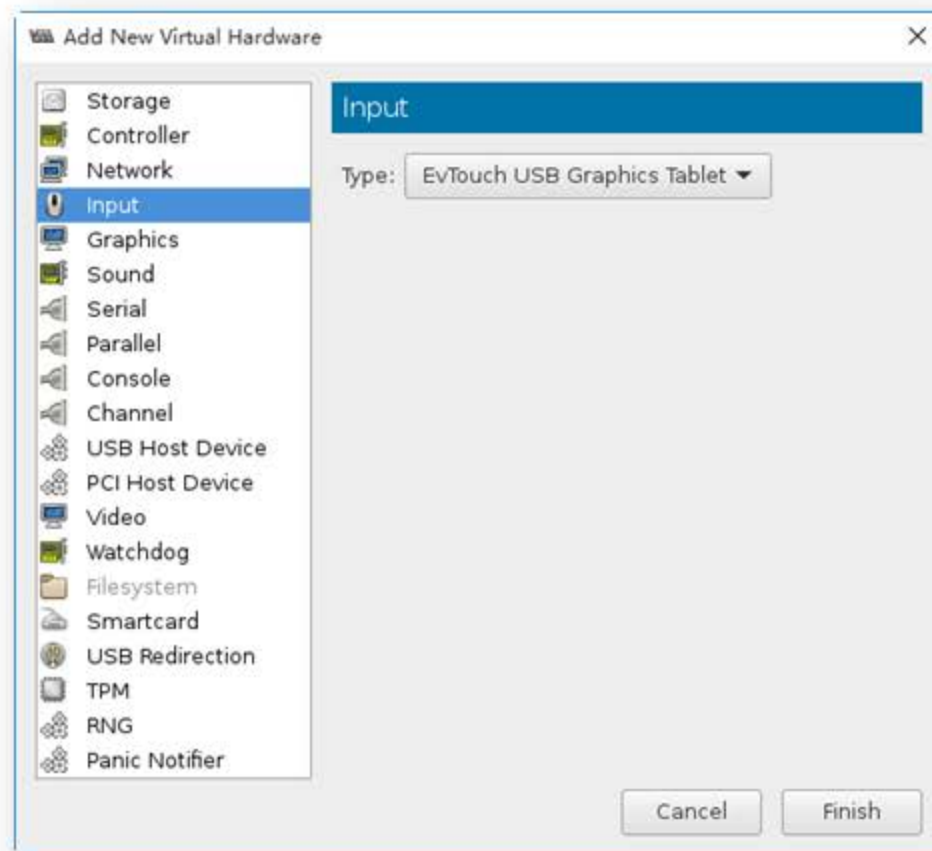 Add New Virtual Hardware
Storage
Controller
Network
Input
Graphics
Sound
Serial
Parallel
Console
Channel
USB Host Device
PCI Host Device
Video
Watchdog
Filesystem
Smartcard
USB Redirection
TPM
RNG
Panic Notifier
Input
Type: EvTouch USB Graphics Tablet
Cancel Finish